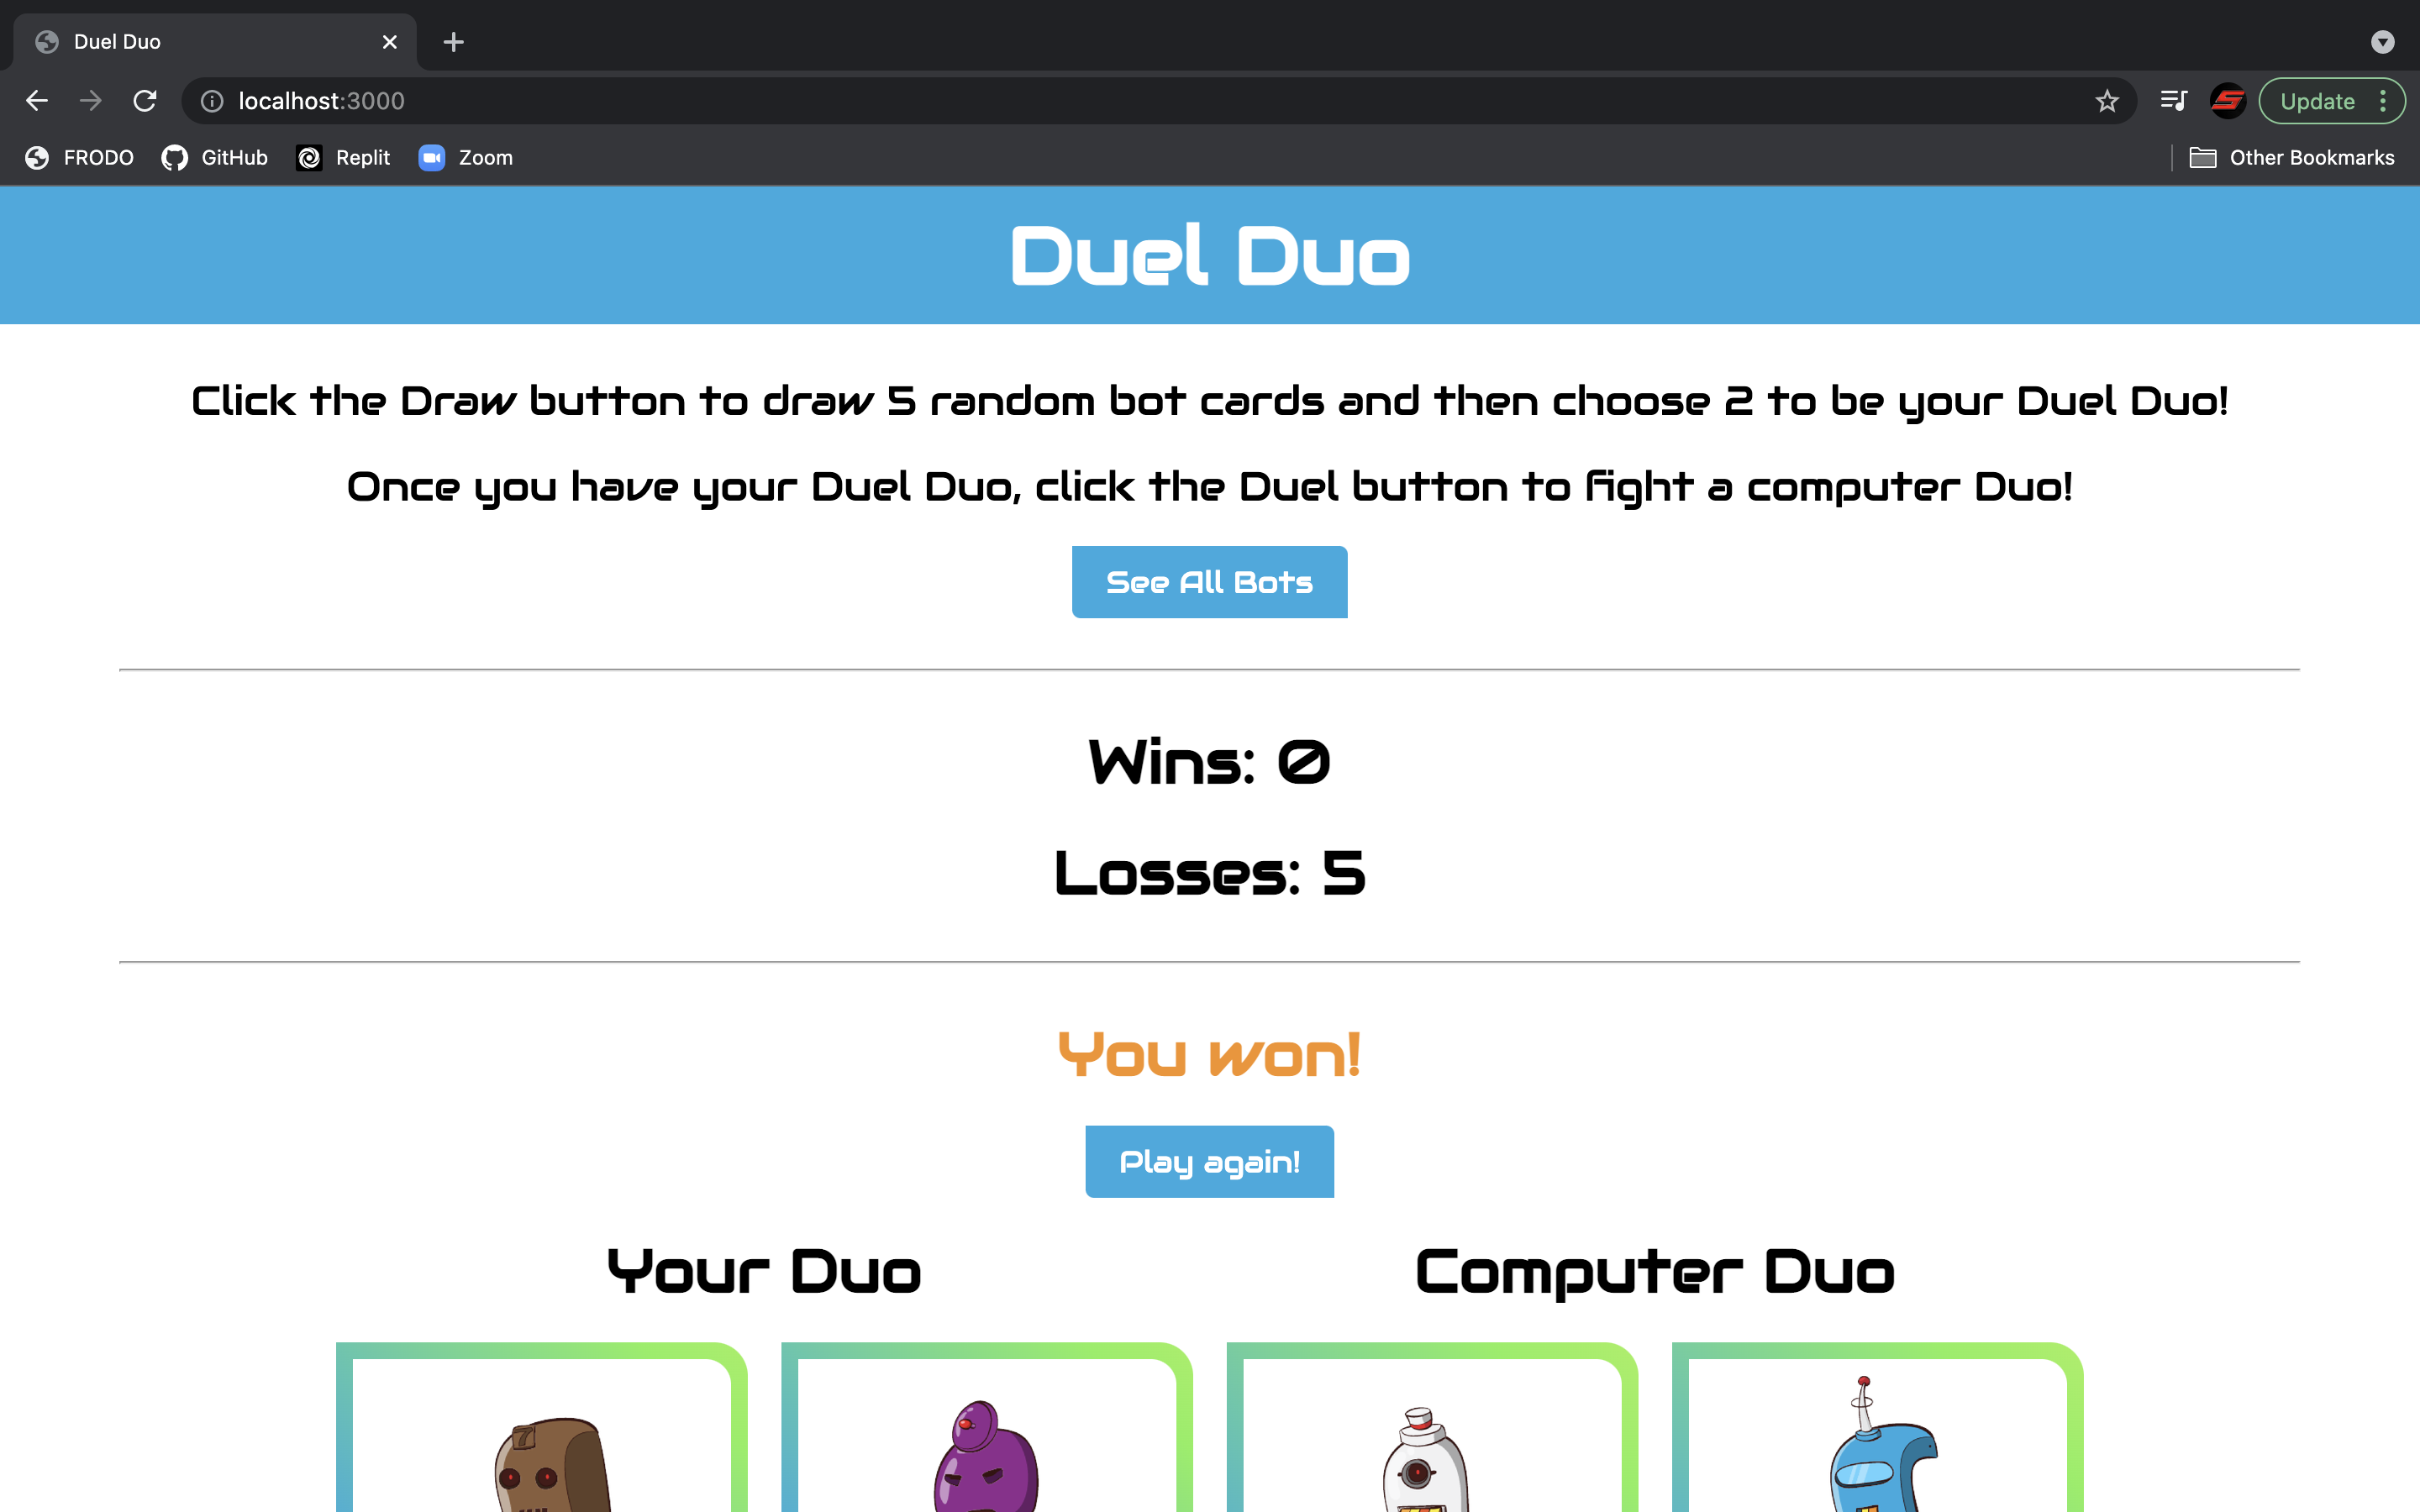 Duel Duo
localhost:3000
Update
FRODO GitHub Replit Zoom Other Bookmarks
Duel Duo
Click the Draw button to draw 5 random bot cards and then choose 2 to be your Duel Duo!
Once you have your Duel Duo, click the Duel button to fight a computer Duo!
See All Bots
Wins: 0
Losses: 5
You won!
Play again!
Your Duo Computer Duo
7